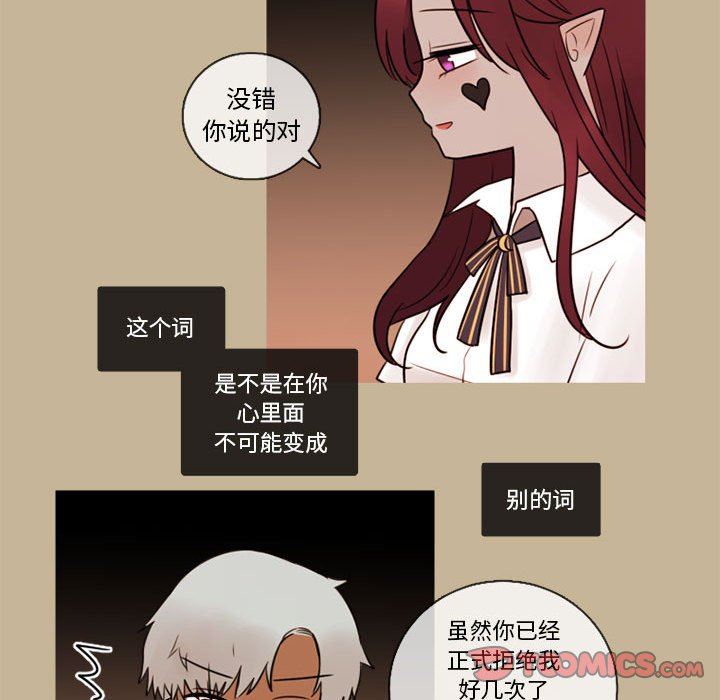 没错
你说的对
这个词
是不是在你
心里面
不可能变成
别的词
虽然你已经
正式拒绝我
好几次了